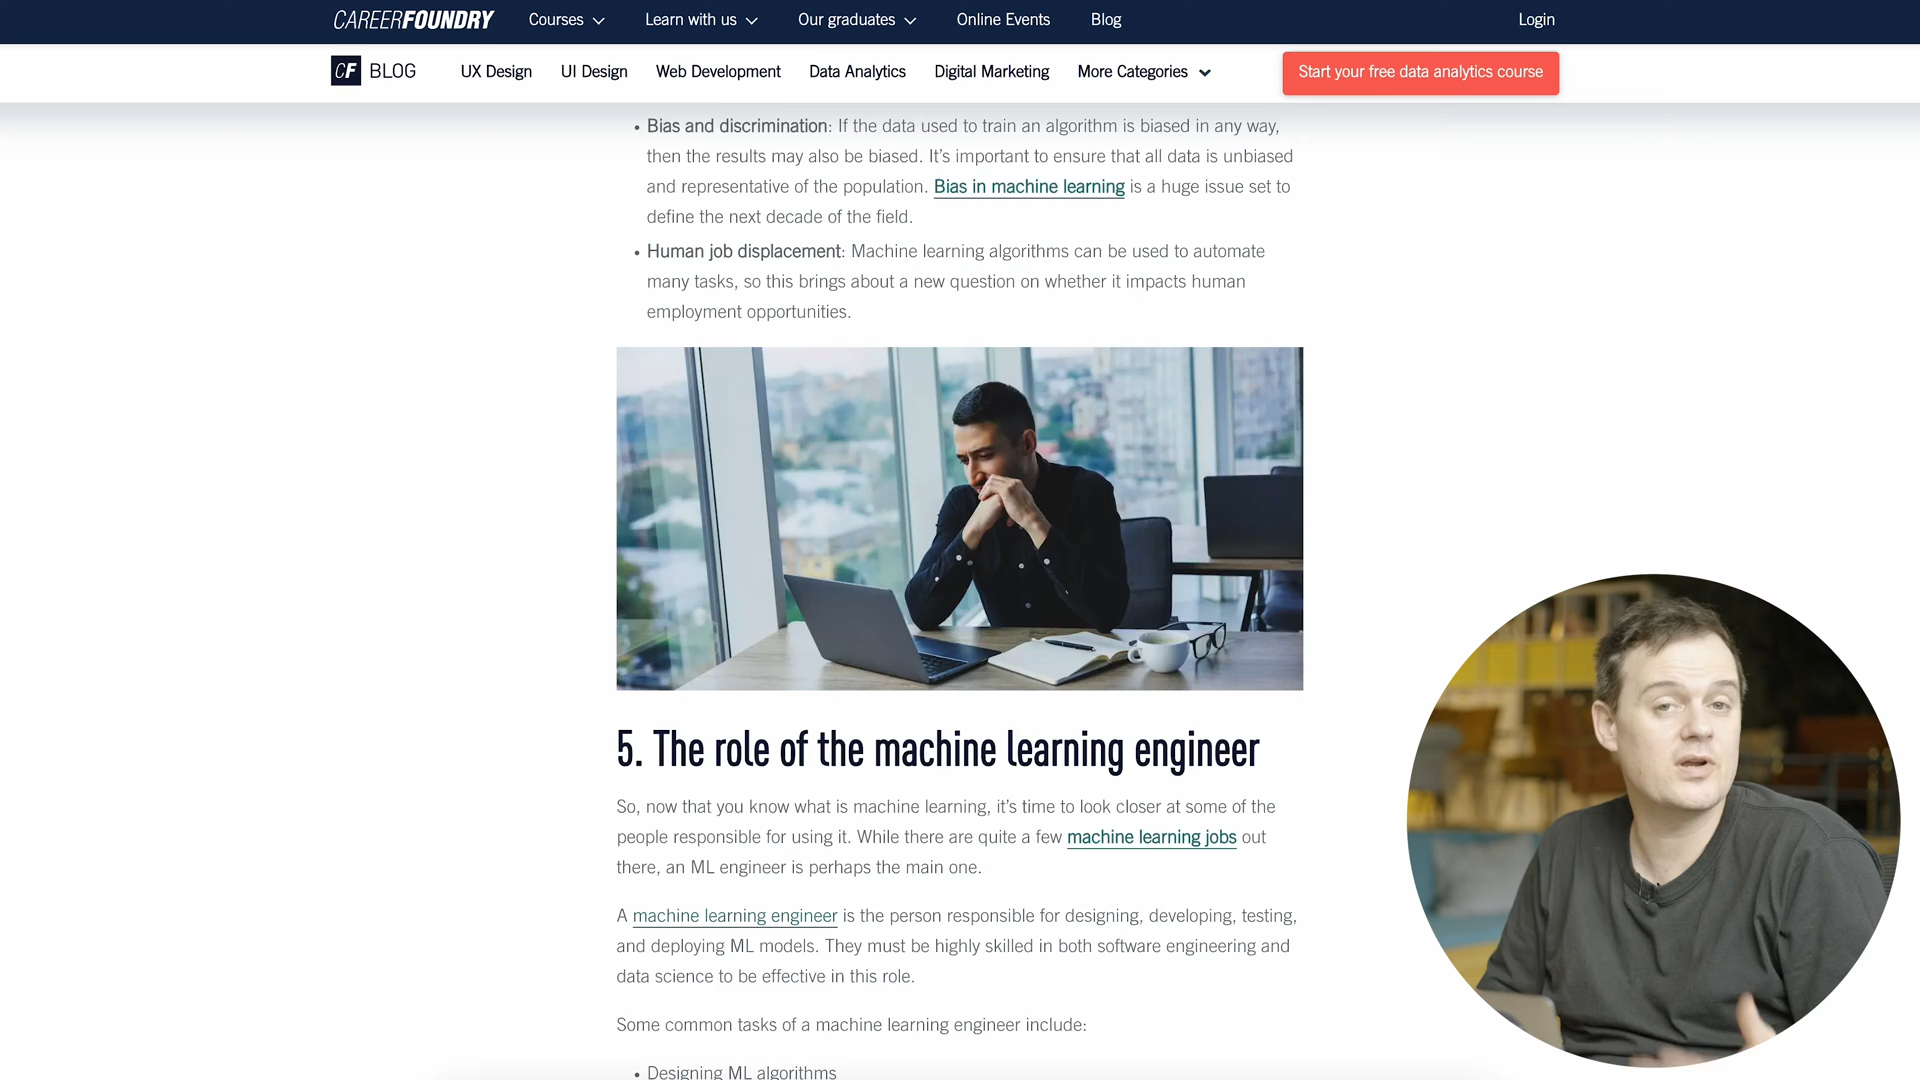 CAREERFOUNDRY Courses Learn with us Our graduates Online Events Blog Login
CF BLOG UX Design UI Design Web Development Data Analytics Digital Marketing More Categories Start your free data analytics course
• Bias and discrimination: If the data used to train an algorithm is biased in any way,
then the results may also be biased. It’s important to ensure that all data is unbiased
and representative of the population. Bias in machine learning is a huge issue set to
define the next decade of the field.
• Human job displacement: Machine learning algorithms can be used to automate
many tasks, so this brings about a new question on whether it impacts human
employment opportunities.
5. The role of the machine learning engineer
So, now that you know what is machine learning, it’s time to look closer at some of the
people responsible for using it. While there are quite a few machine learning jobs out
there, an ML engineer is perhaps the main one.
A machine learning engineer is the person responsible for designing, developing, testing,
and deploying ML models. They must be highly skilled in both software engineering and
data science to be effective in this role.
Some common tasks of a machine learning engineer include:
• Designing ML algorithms